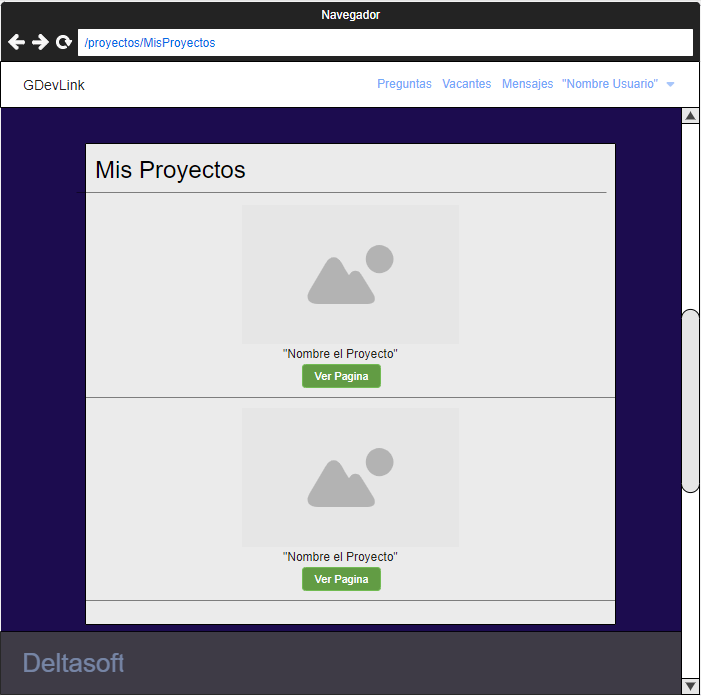 Navegador
/proyectos/MisProyectos
GDevLink
Preguntas Vacantes Mensajes "Nombre Usuario"
Mis Proyectos
"Nombre el Proyecto"
Ver Pagina
"Nombre el Proyecto"
Ver Pagina
Deltasoft